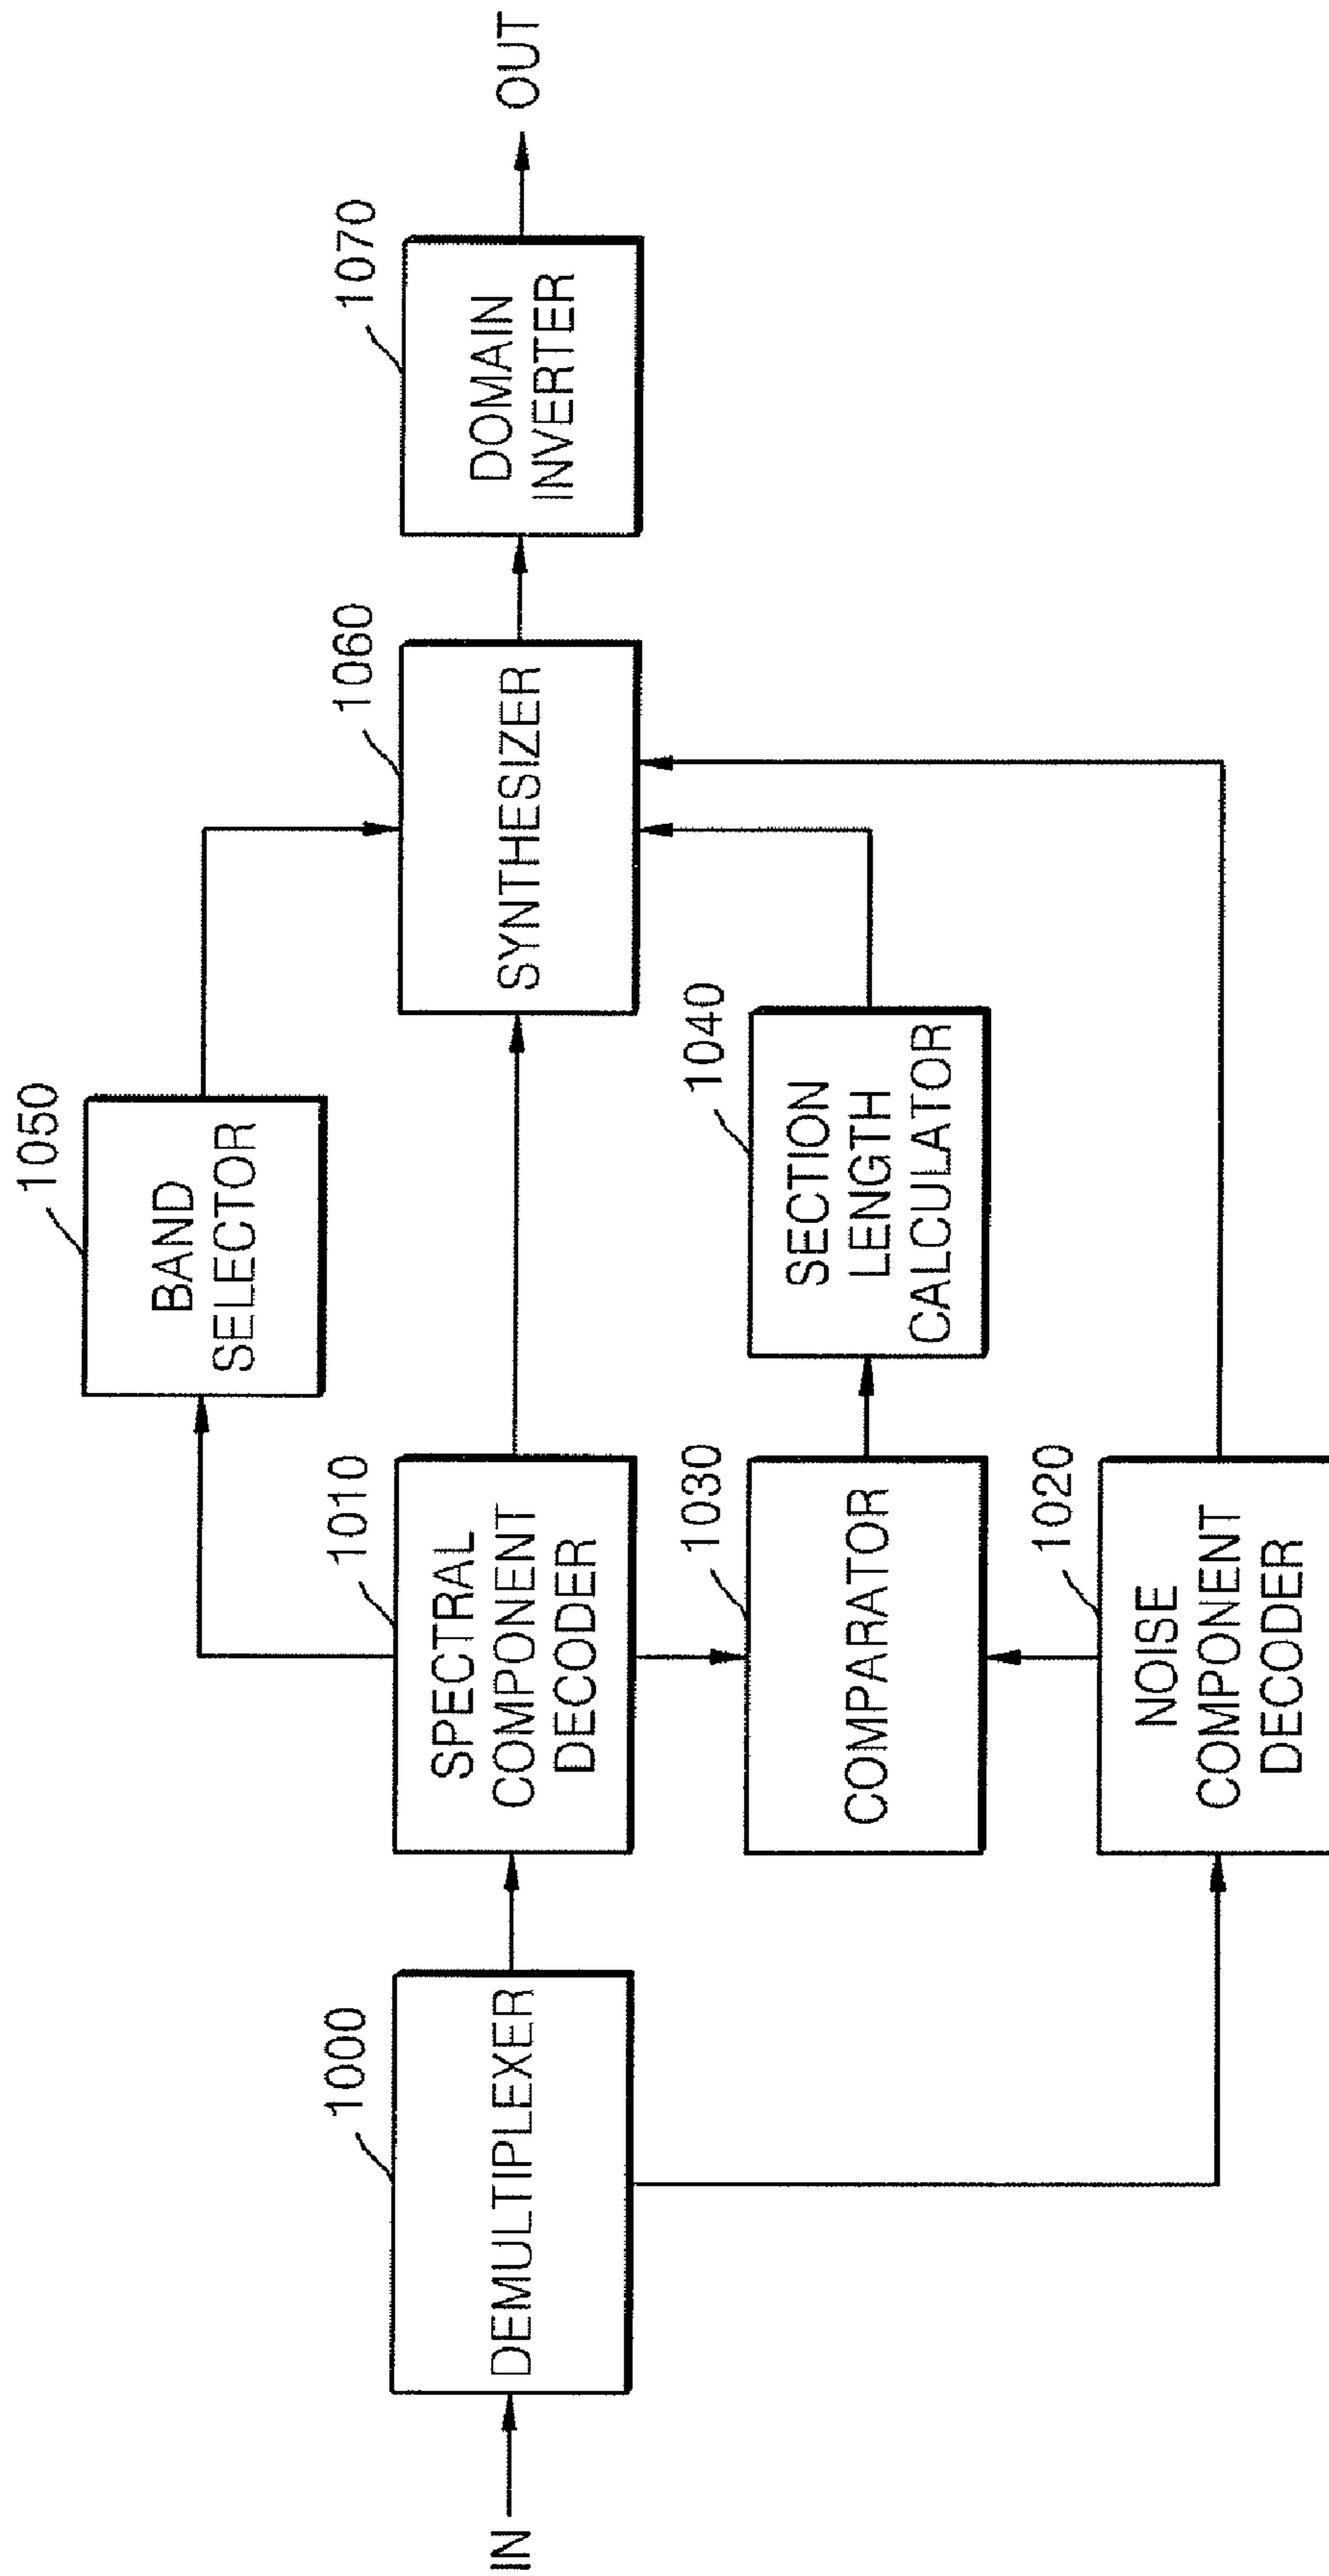 1050
BAND
SELECTOR
1000
1010
1060
1070
IN
DEMULTIPLEXER
SPECTRAL
COMPONENT
DECODER
SYNTHESIZER
DOMAIN
INVERTER
OUT
1030
1040
COMPARATOR
SECTION
LENGTH
CALCULATOR
1020
NOISE
COMPONENT
DECODER